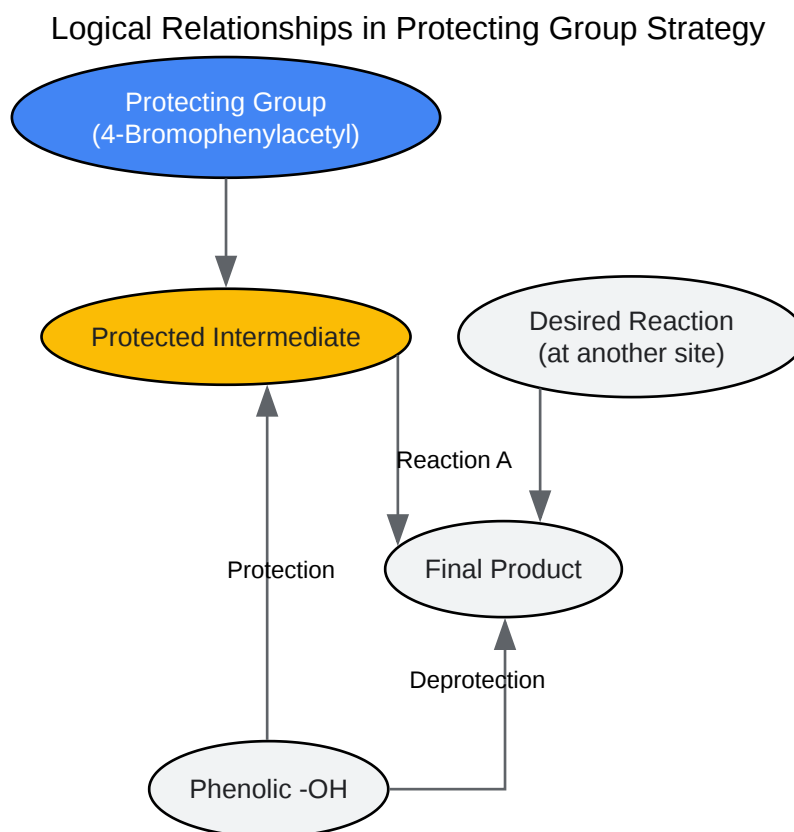 Logical Relationships in Protecting Group Strategy
Protecting Group
(4-Bromophenylacetyl)
Protected Intermediate
Desired Reaction
(at another site)
Reaction A
Final Product
Protection
Deprotection
Phenolic -OH